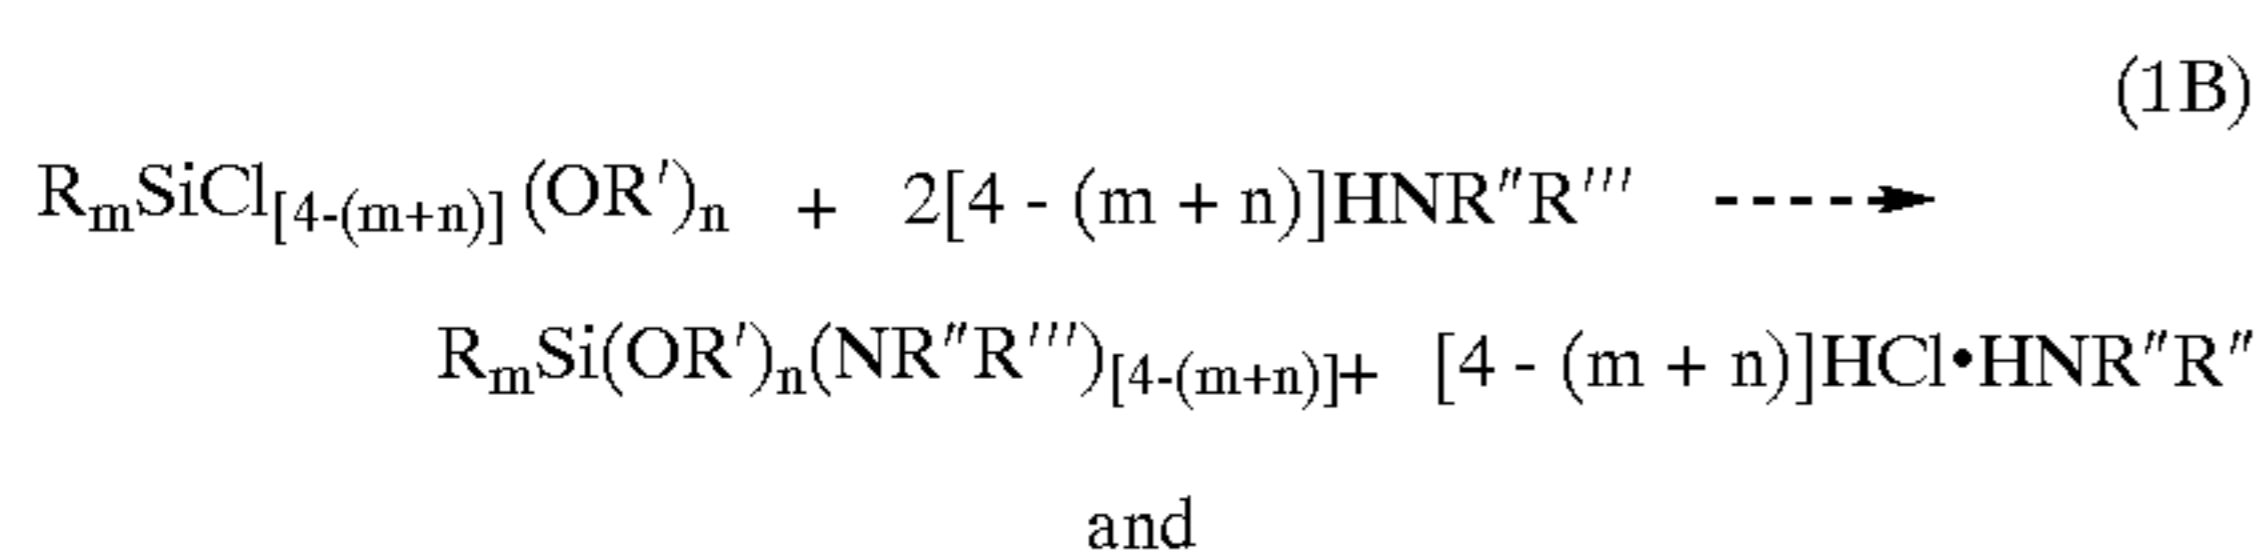 (1B)
RₘSiCl[4-(m+n)](OR′)ₙ + 2[4 - (m + n)]HNR″R‴ ---->
RₘSi(OR′)ₙ(NR″R‴)[4-(m+n)]+ [4 - (m + n)]HCl•HNR″R″
and